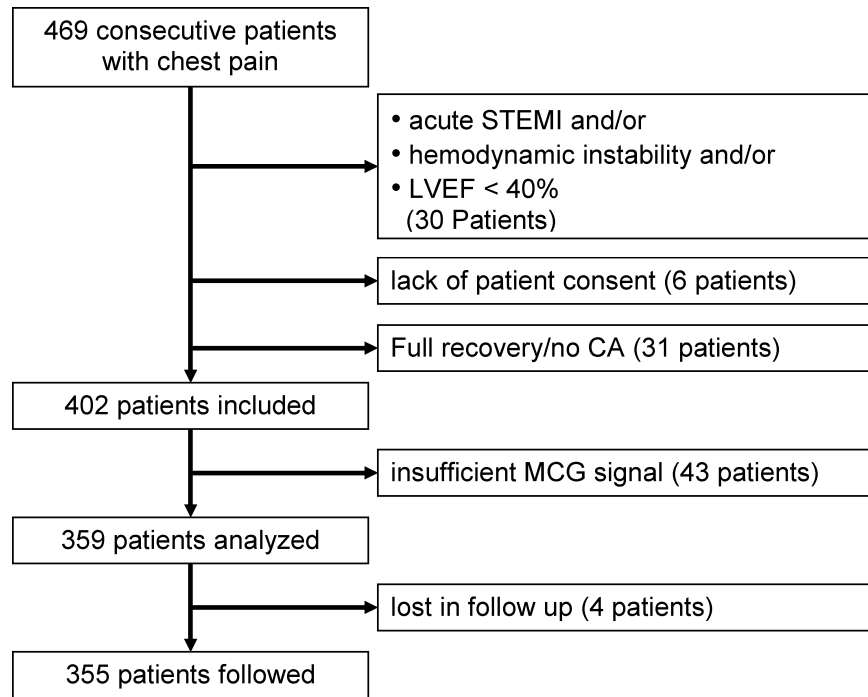 469 consecutive patients
with chest pain
• acute STEMI and/or
• hemodynamic instability and/or
• LVEF < 40%
(30 Patients)
lack of patient consent (6 patients)
Full recovery/no CA (31 patients)
402 patients included
insufficient MCG signal (43 patients)
359 patients analyzed
lost in follow up (4 patients)
355 patients followed